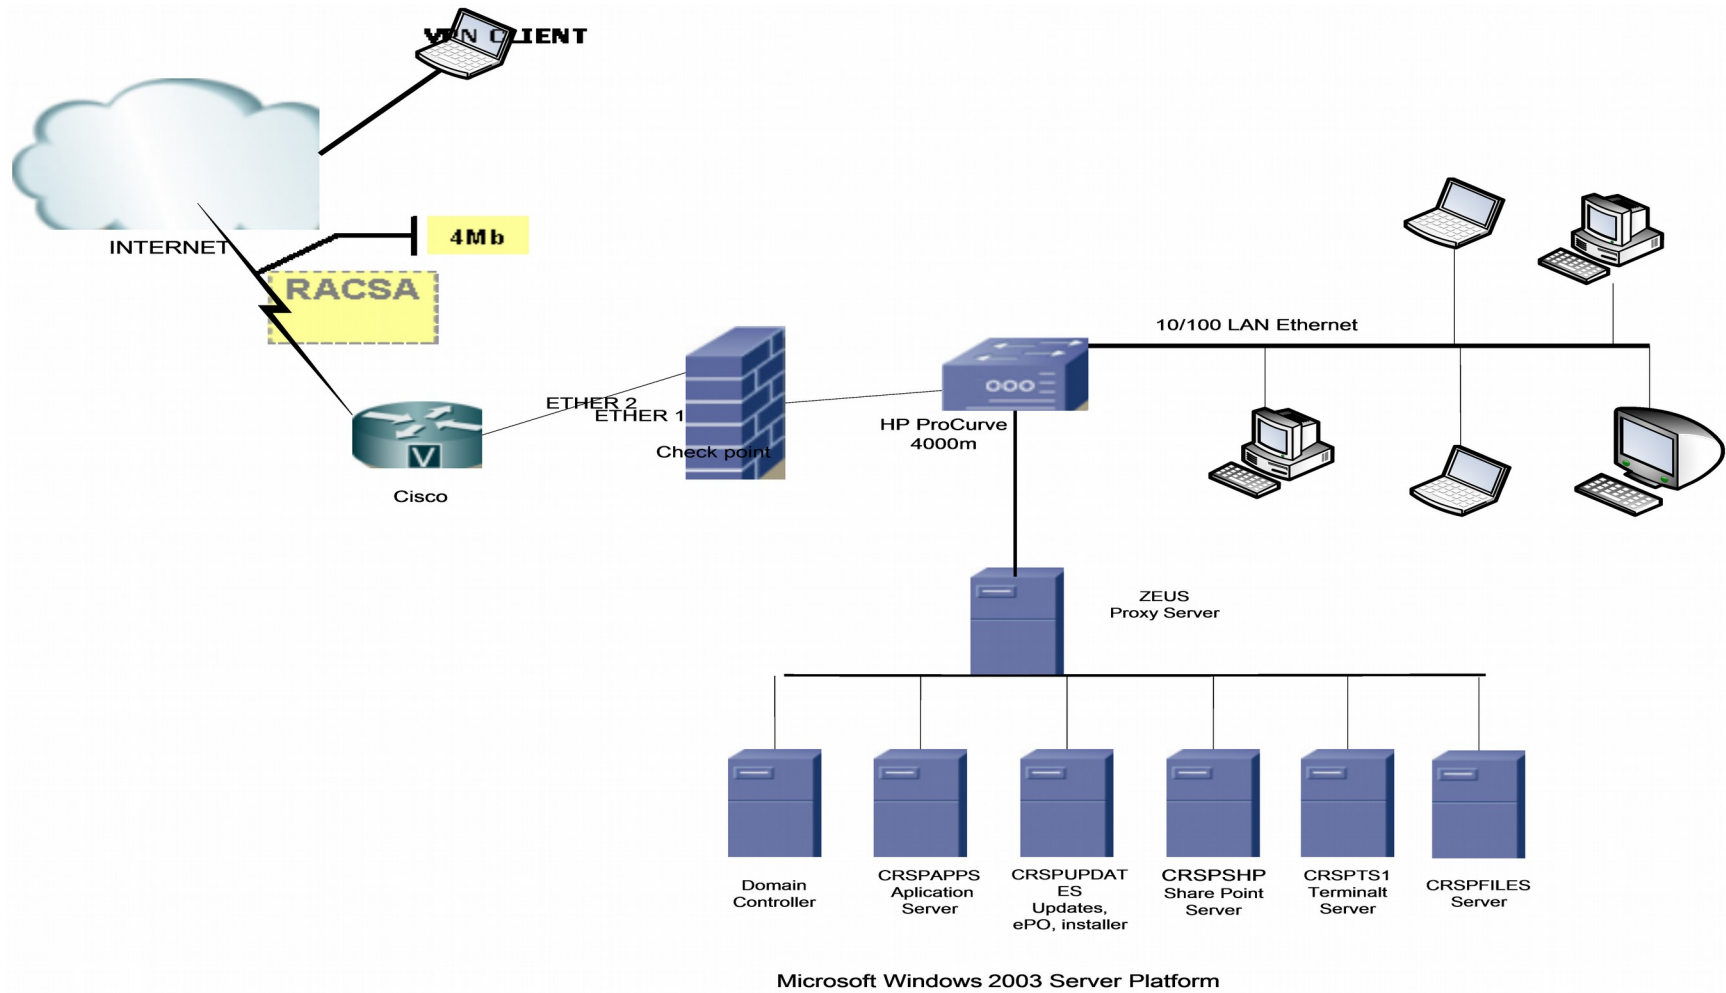 VPN CLIENT
INTERNET
4Mb
RACSA
Cisco
ETHER 2
ETHER 1
Check point
HP ProCurve
4000m
10/100 LAN Ethernet
ZEUS
Proxy Server
Domain
Controller
CRSPAPPS
Aplication
Server
CRSPUPDAT
ES
Updates,
ePO, installer
CRSPSHP
Share Point
Server
CRSPTS1
Terminalt
Server
CRSPFILES
Server
Microsoft Windows 2003 Server Platform
V